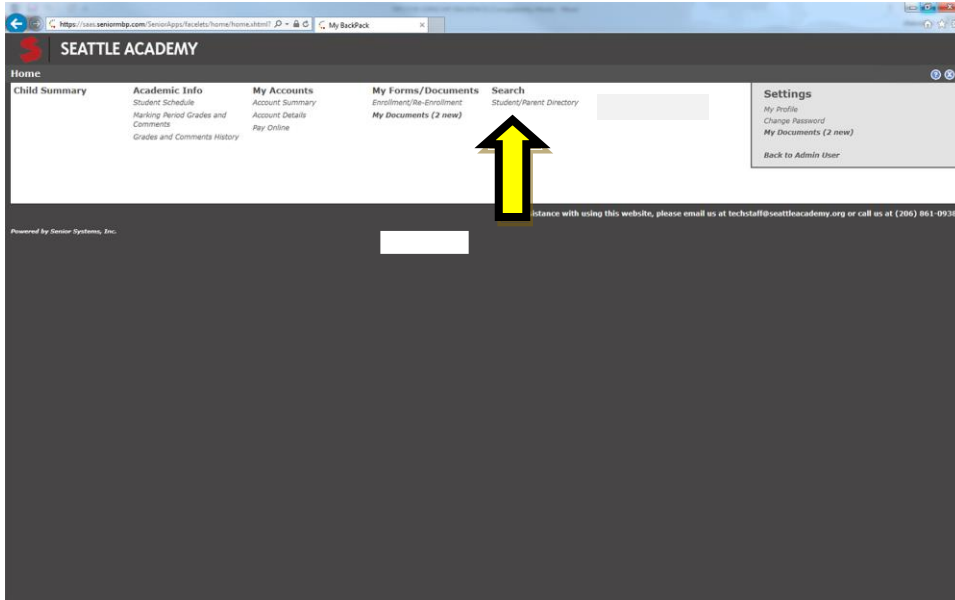 https://saas.seniormbp.com/SeniorApps/facelets/home/home.xhtml?
My BackPack
SEATTLE ACADEMY
Home
Child Summary
Academic Info
Student Schedule
Marking Period Grades and
Comments
Grades and Comments History
My Accounts
Account Summary
Account Details
Pay Online
My Forms/Documents
Enrollment/Re-Enrollment
My Documents (2 new)
Search
Student/Parent Directory
Settings
My Profile
Change Password
My Documents (2 new)
Back to Admin User
with using this website, please email us at techstaff@seattleacademy.org or call us at (206) 861-0938
Powered by Senior Systems, Inc.